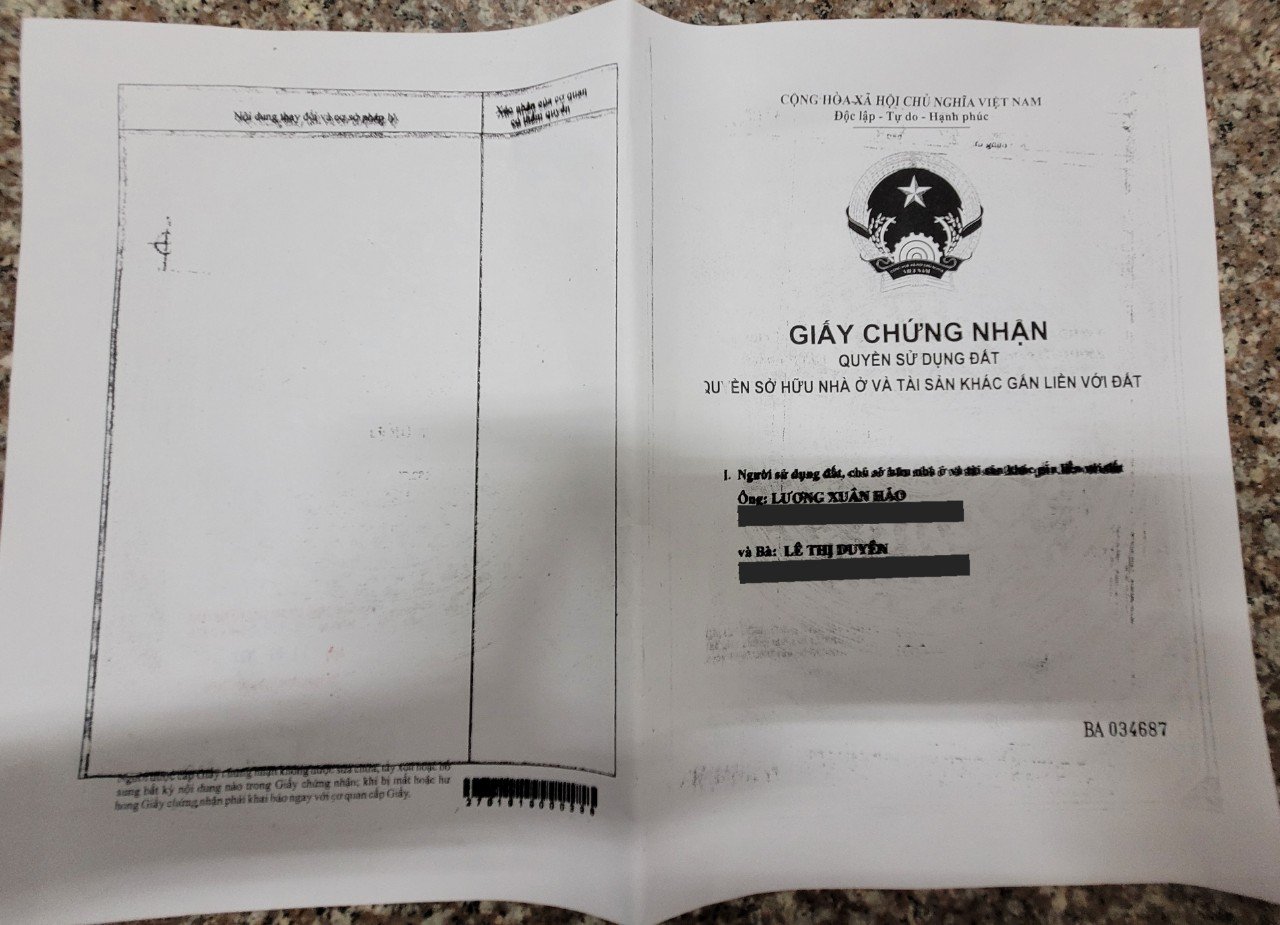 Nội dung thay đổi và cơ sở pháp lý
Xác nhận của cơ quan
có thẩm quyền
Người được cấp Giấy chứng nhận không được sửa chữa, tẩy xóa hoặc bổ
sung bất kỳ nội dung nào trong Giấy chứng nhận; khi bị mất hoặc hư
hỏng Giấy chứng nhận phải khai báo ngay với cơ quan cấp Giấy.
CỘNG HÒA XÃ HỘI CHỦ NGHĨA VIỆT NAM
Độc lập - Tự do - Hạnh phúc
GIẤY CHỨNG NHẬN
QUYỀN SỬ DỤNG ĐẤT
QUYỀN SỞ HỮU NHÀ Ở VÀ TÀI SẢN KHÁC GẮN LIỀN VỚI ĐẤT
I. Người sử dụng đất, chủ sở hữu nhà ở và tài sản khác gắn liền với đất
Ông: LƯƠNG XUÂN HẢO
và Bà: LÊ THỊ DUYÊN
BA 034687